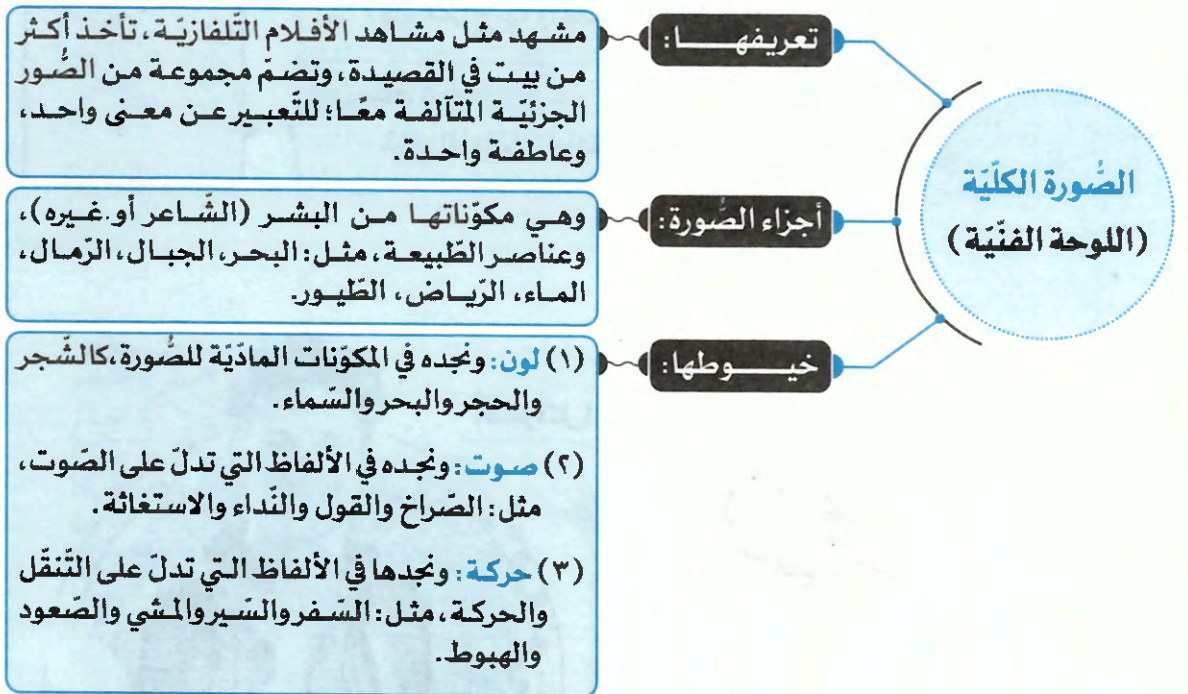 الصُّورة الكلّيّة
(اللوحة الفنّيّة)
تعريفهـــا:
مشهد مثل مشاهد الأفلام التّلفازيّة، تأخذ أكثر
من بيت في القصيدة، وتضمّ مجموعة من الصُّور
الجزئيّة المتآلفة معًا؛ للتّعبير عن معنى واحد،
وعاطفة واحدة.
أجزاء الصُّورة:
وهي مكوّناتها من البشر (الشّاعر أو غيره)،
وعناصر الطّبيعة، مثل: البحر، الجبال، الرّمال،
الماء، الرّياض، الطّيور.
خيــوطها:
(١) لون: ونجده في المكوّنات المادّيّة للصُّورة، كالشّجر
والحجر والبحر والسّماء.
(٢) صوت: ونجده في الألفاظ التي تدلّ على الصّوت،
مثل: الصّراخ والقول والنّداء والاستغاثة.
(٣) حركة: ونجدها في الألفاظ التي تدلّ على التّنقّل
والحركة، مثل: السّفر والسّير والمشي والصّعود
والهبوط.